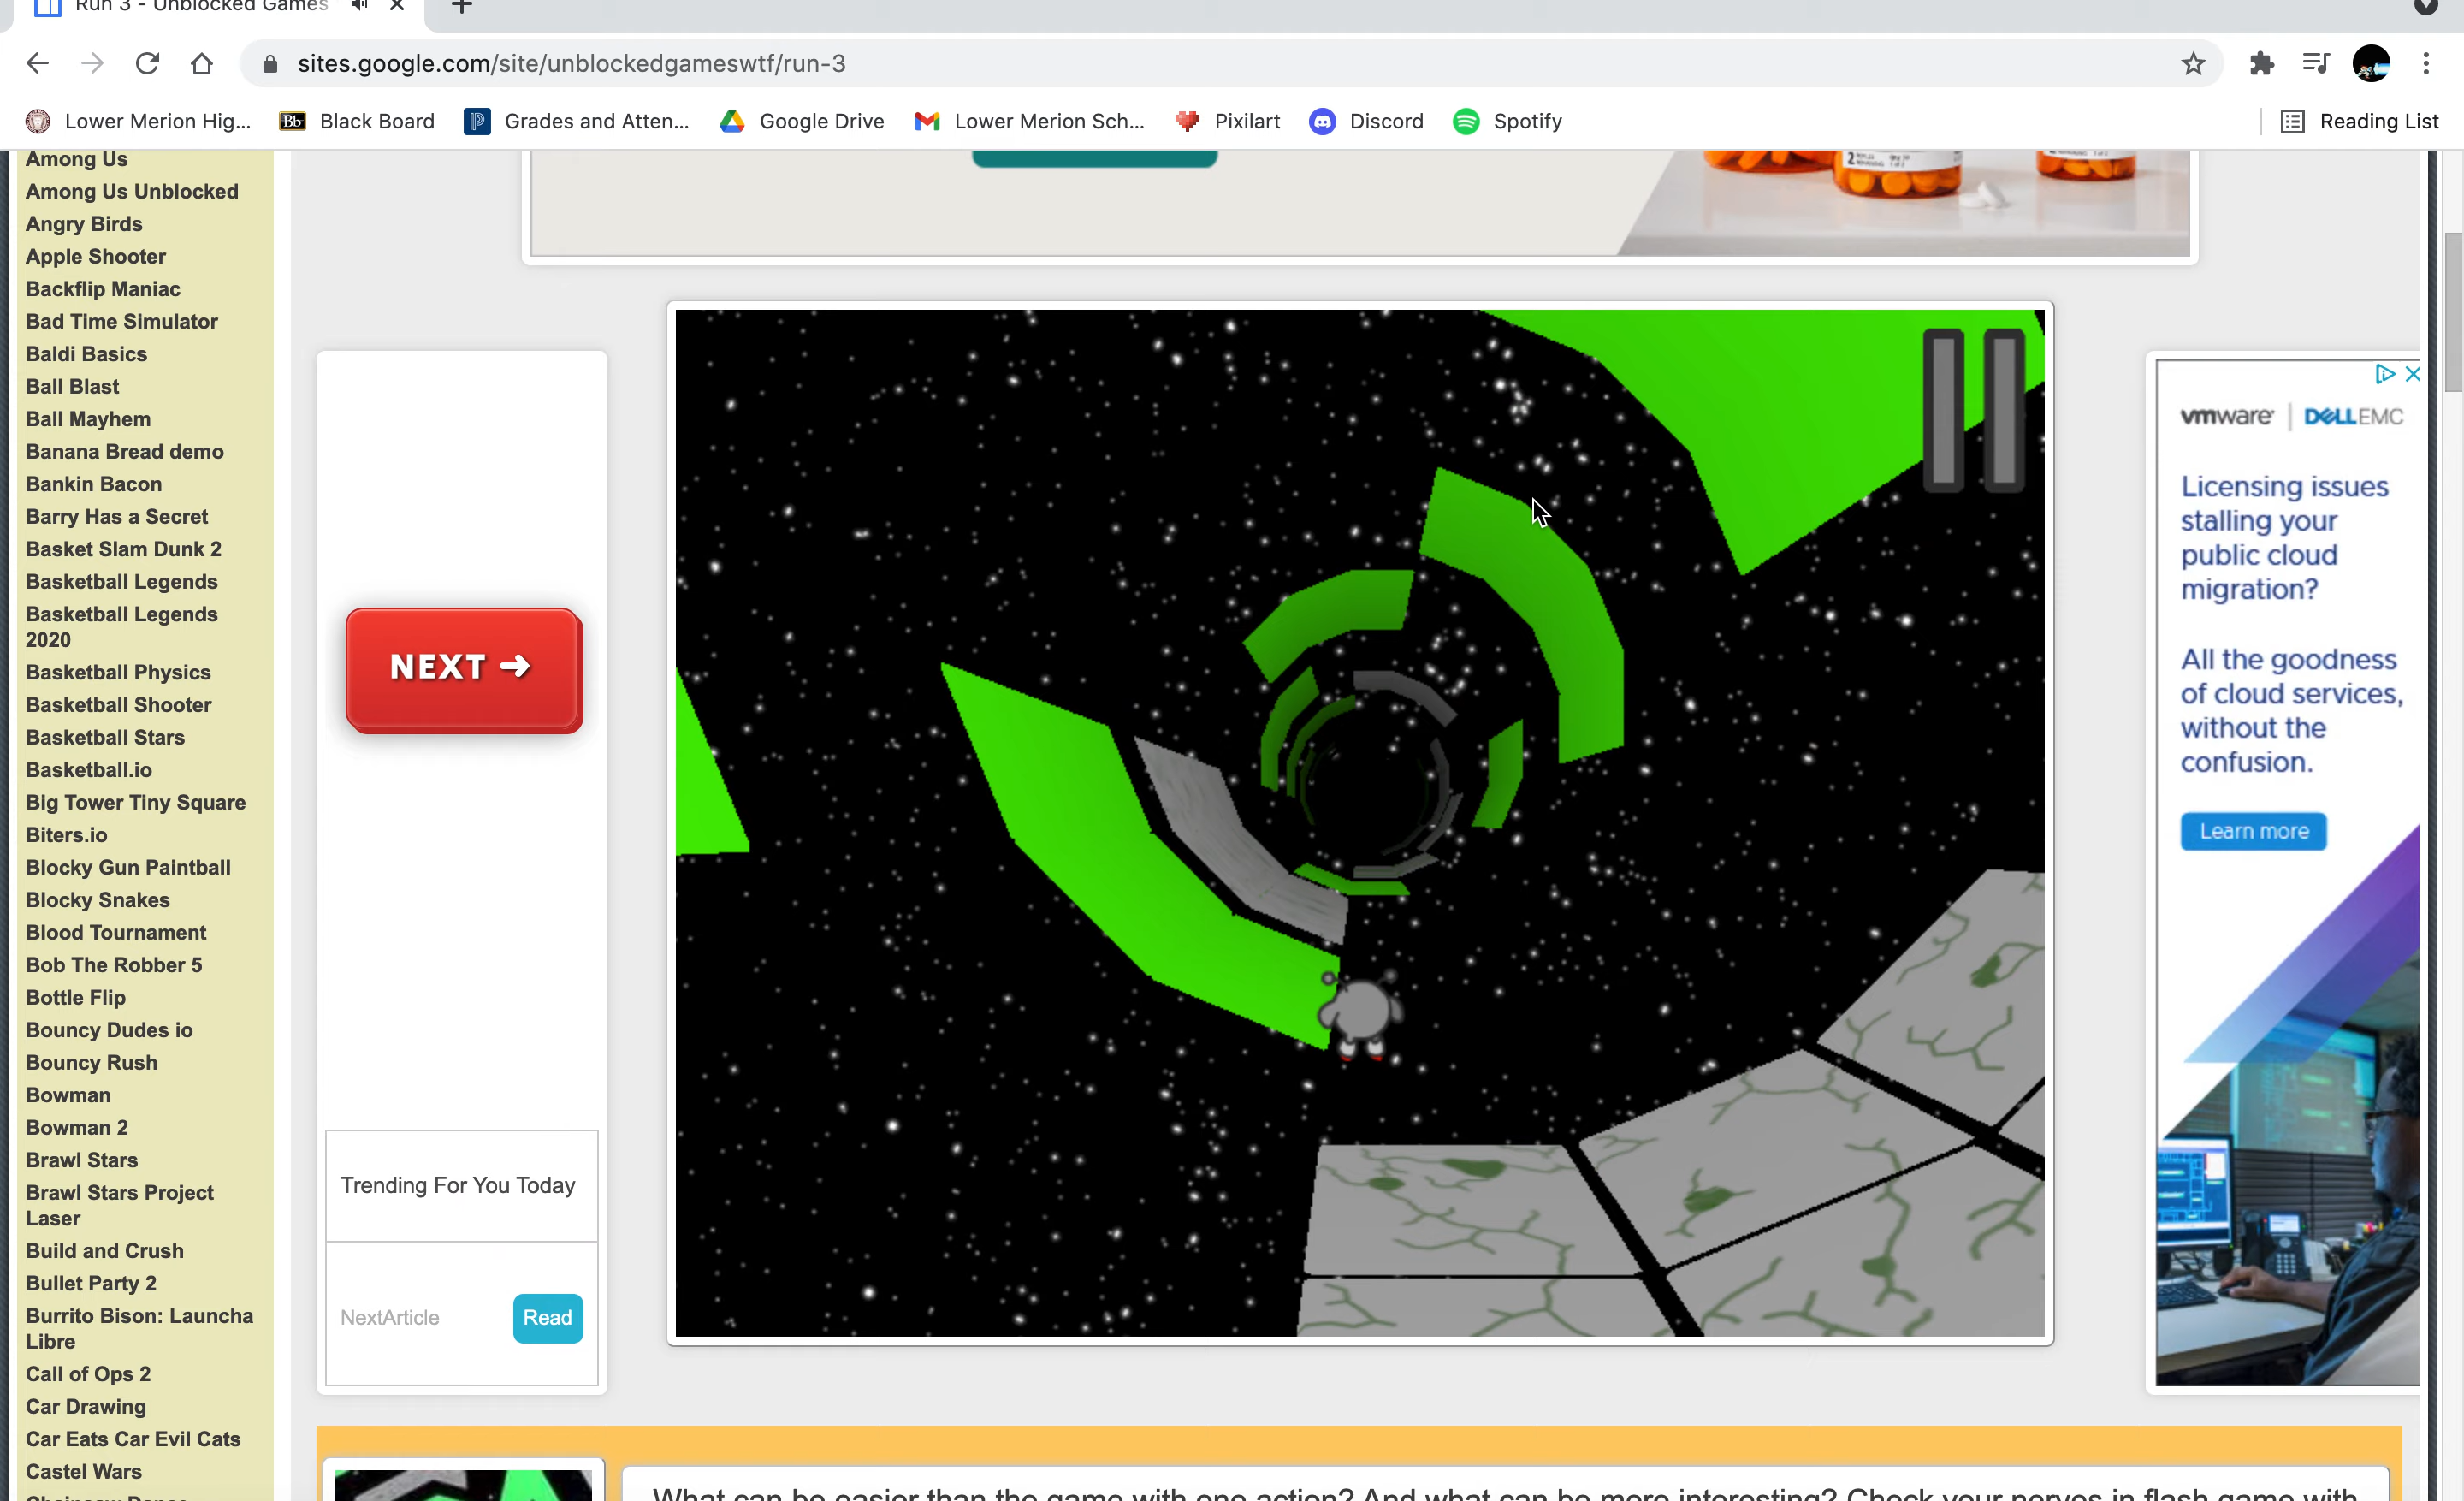 Run 3 - Unblocked Games
sites.google.com/site/unblockedgameswtf/run-3
Lower Merion Hig...
Bb
Black Board
Grades and Atten...
Google Drive
Lower Merion Sch...
Pixilart
Discord
Spotify
Reading List
Among Us
Among Us Unblocked
Angry Birds
Apple Shooter
Backflip Maniac
Bad Time Simulator
Baldi Basics
Ball Blast
Ball Mayhem
Banana Bread demo
Bankin Bacon
Barry Has a Secret
Basket Slam Dunk 2
Basketball Legends
Basketball Legends
2020
Basketball Physics
Basketball Shooter
Basketball Stars
Basketball.io
Big Tower Tiny Square
Biters.io
Blocky Gun Paintball
Blocky Snakes
Blood Tournament
Bob The Robber 5
Bottle Flip
Bouncy Dudes io
Bouncy Rush
Bowman
Bowman 2
Brawl Stars
Brawl Stars Project
Laser
Build and Crush
Bullet Party 2
Burrito Bison: Launcha
Libre
Call of Ops 2
Car Drawing
Car Eats Car Evil Cats
Castel Wars
NEXT ➜
Trending For You Today
NextArticle
Read
vmware | DELLEMC
Licensing issues
stalling your
public cloud
migration?
All the goodness
of cloud services,
without the
confusion.
Learn more
What can be easier than the game with one action? And what can be more interesting? Check your nerves in flash game with